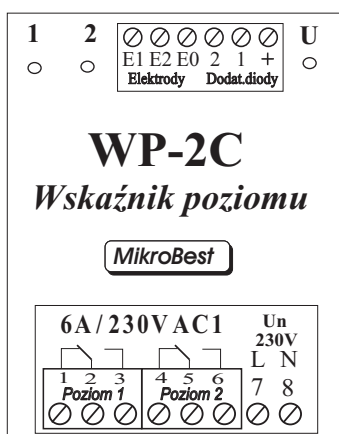 1 2 U
E1 E2 E0 2 1 +
Elektrody Dodat.diody
WP-2C
Wskaźnik poziomu
MikroBest
6A/230VAC1 Un
230V
L N
1 2 3 4 5 6 7 8
Poziom 1 Poziom 2